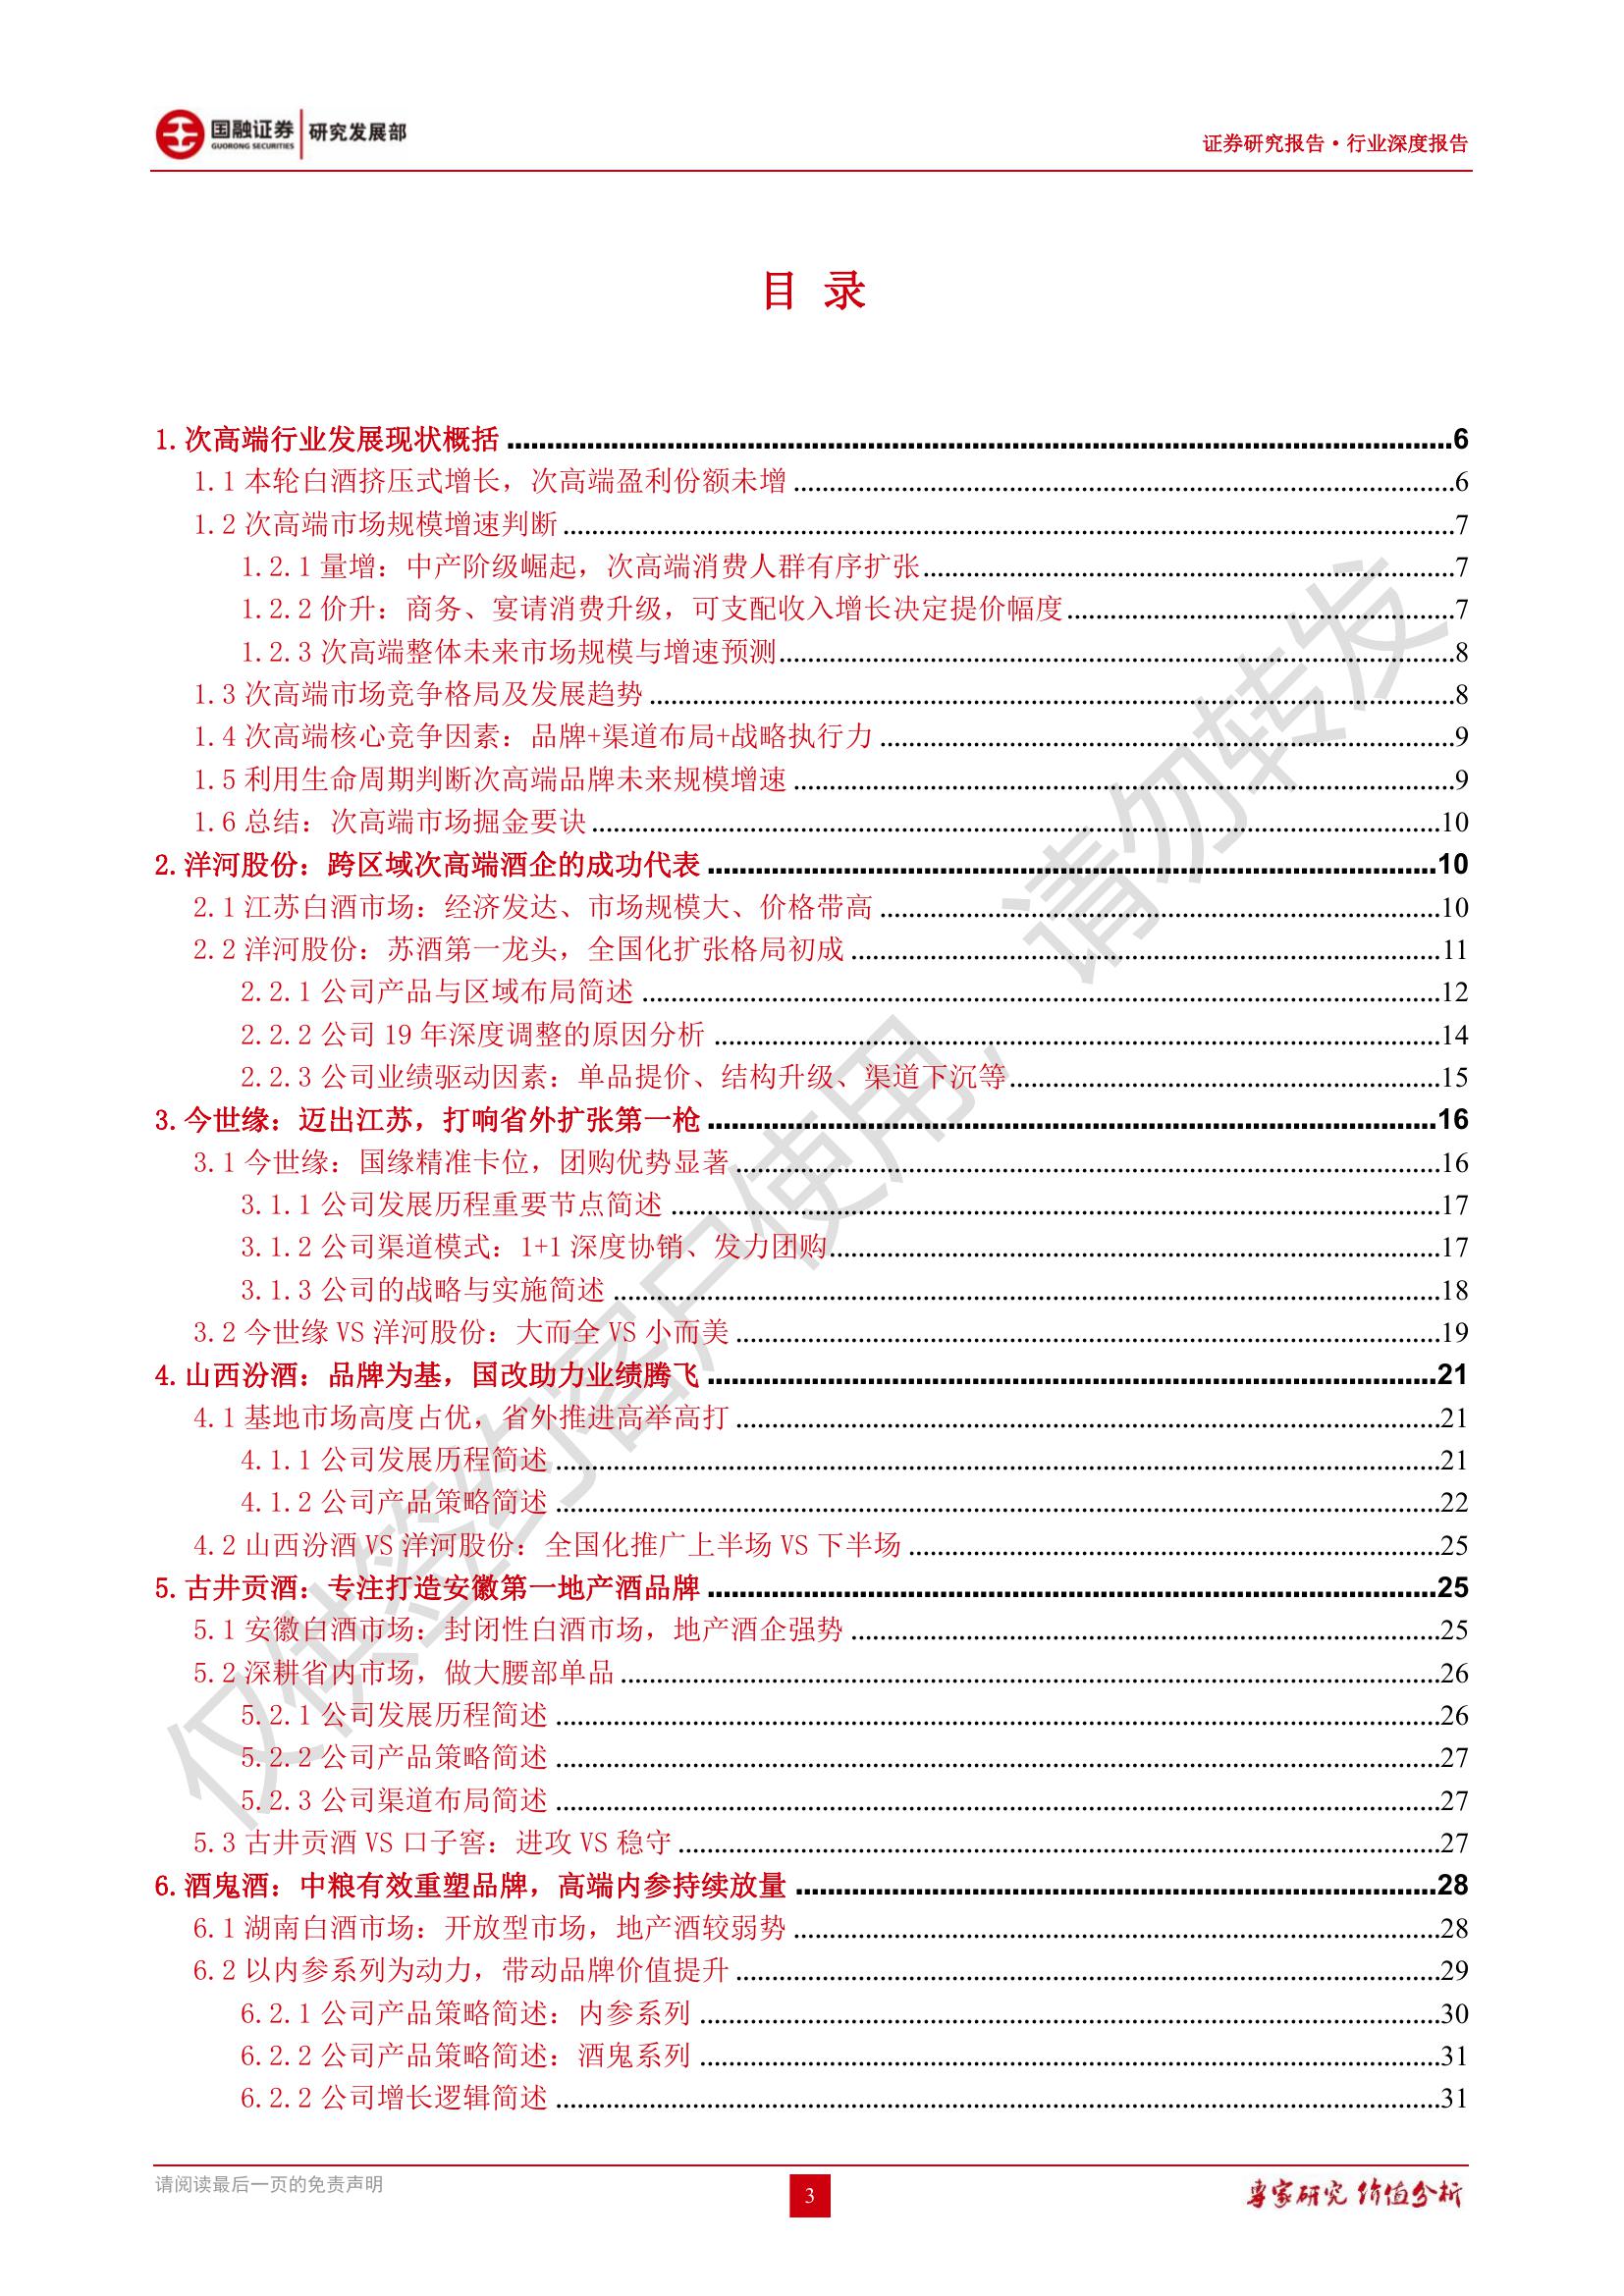 国融证券
GUORONG SECURITIES
研究发展部
证券研究报告·行业深度报告
目 录
1.次高端行业发展现状概括 6
1.1 本轮白酒挤压式增长，次高端盈利份额未增 6
1.2 次高端市场规模增速判断 7
1.2.1 量增：中产阶级崛起，次高端消费人群有序扩张 7
1.2.2 价升：商务、宴请消费升级，可支配收入增长决定提价幅度 7
1.2.3 次高端整体未来市场规模与增速预测 8
1.3 次高端市场竞争格局及发展趋势 8
1.4 次高端核心竞争因素：品牌+渠道布局+战略执行力 9
1.5 利用生命周期判断次高端品牌未来规模增速 9
1.6 总结：次高端市场掘金要诀 10
2.洋河股份：跨区域次高端酒企的成功代表 10
2.1 江苏白酒市场：经济发达、市场规模大、价格带高 10
2.2 洋河股份：苏酒第一龙头，全国化扩张格局初成 11
2.2.1 公司产品与区域布局简述 12
2.2.2 公司 19 年深度调整的原因分析 14
2.2.3 公司业绩驱动因素：单品提价、结构升级、渠道下沉等 15
3.今世缘：迈出江苏，打响省外扩张第一枪 16
3.1 今世缘：国缘精准卡位，团购优势显著 16
3.1.1 公司发展历程重要节点简述 17
3.1.2 公司渠道模式：1+1 深度协销、发力团购 17
3.1.3 公司的战略与实施简述 18
3.2 今世缘 VS 洋河股份：大而全 VS 小而美 19
4.山西汾酒：品牌为基，国改助力业绩腾飞 21
4.1 基地市场高度占优，省外推进高举高打 21
4.1.1 公司发展历程简述 21
4.1.2 公司产品策略简述 22
4.2 山西汾酒 VS 洋河股份：全国化推广上半场 VS 下半场 25
5.古井贡酒：专注打造安徽第一地产酒品牌 25
5.1 安徽白酒市场：封闭性白酒市场，地产酒企强势 25
5.2 深耕省内市场，做大腰部单品 26
5.2.1 公司发展历程简述 26
5.2.2 公司产品策略简述 27
5.2.3 公司渠道布局简述 27
5.3 古井贡酒 VS 口子窖：进攻 VS 稳守 27
6.酒鬼酒：中粮有效重塑品牌，高端内参持续放量 28
6.1 湖南白酒市场：开放型市场，地产酒较弱势 28
6.2 以内参系列为动力，带动品牌价值提升 29
6.2.1 公司产品策略简述：内参系列 30
6.2.2 公司产品策略简述：酒鬼系列 31
6.2.2 公司增长逻辑简述 31
仅供签约客户使用，请勿转发
请阅读最后一页的免责声明
3
专家研究 价值分析